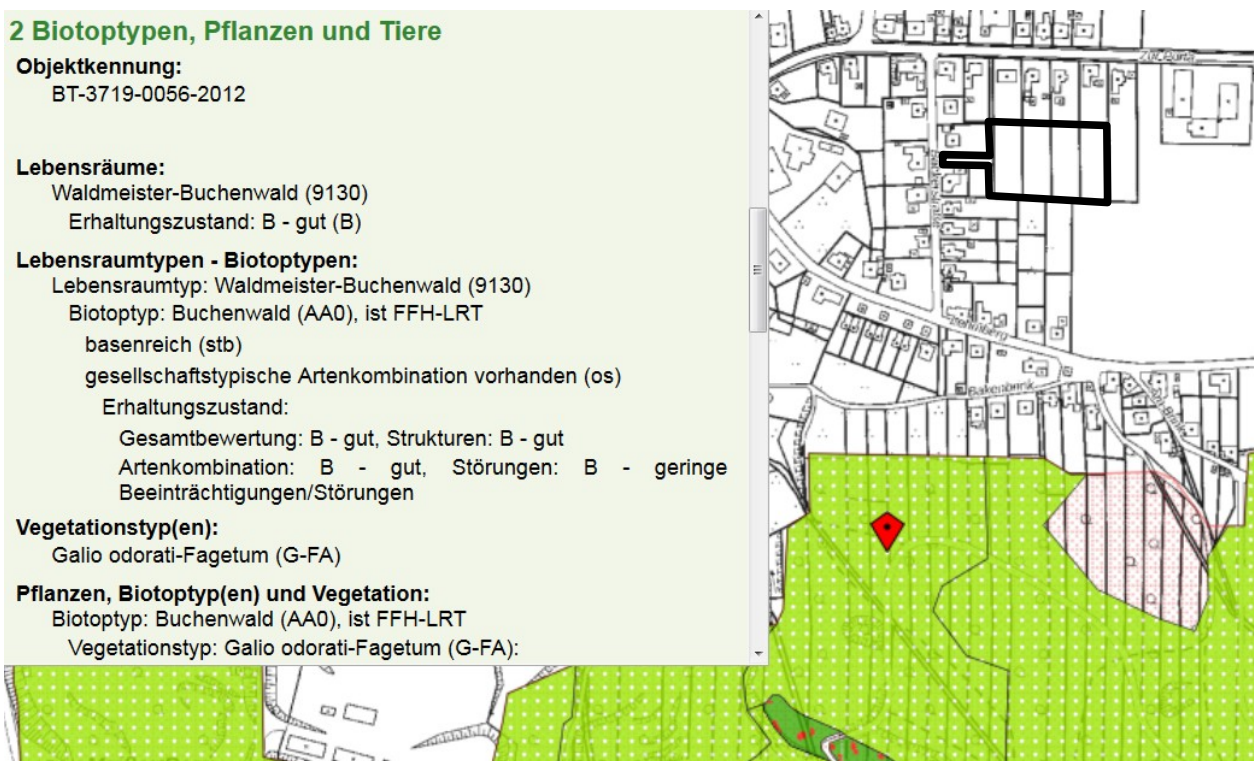 2 Biotoptypen, Pflanzen und Tiere
Objektkennung:
BT-3719-0056-2012
Lebensräume:
Waldmeister-Buchenwald (9130)
Erhaltungszustand: B - gut (B)
Lebensraumtypen - Biotoptypen:
Lebensraumtyp: Waldmeister-Buchenwald (9130)
Biotoptyp: Buchenwald (AA0), ist FFH-LRT
basenreich (stb)
gesellschaftstypische Artenkombination vorhanden (os)
Erhaltungszustand:
Gesamtbewertung: B - gut, Strukturen: B - gut
Artenkombination: B - gut, Störungen: B - geringe
Beeinträchtigungen/Störungen
Vegetationstyp(en):
Galio odorati-Fagetum (G-FA)
Pflanzen, Biotoptyp(en) und Vegetation:
Biotoptyp: Buchenwald (AA0), ist FFH-LRT
Vegetationstyp: Galio odorati-Fagetum (G-FA):
Zur Porta